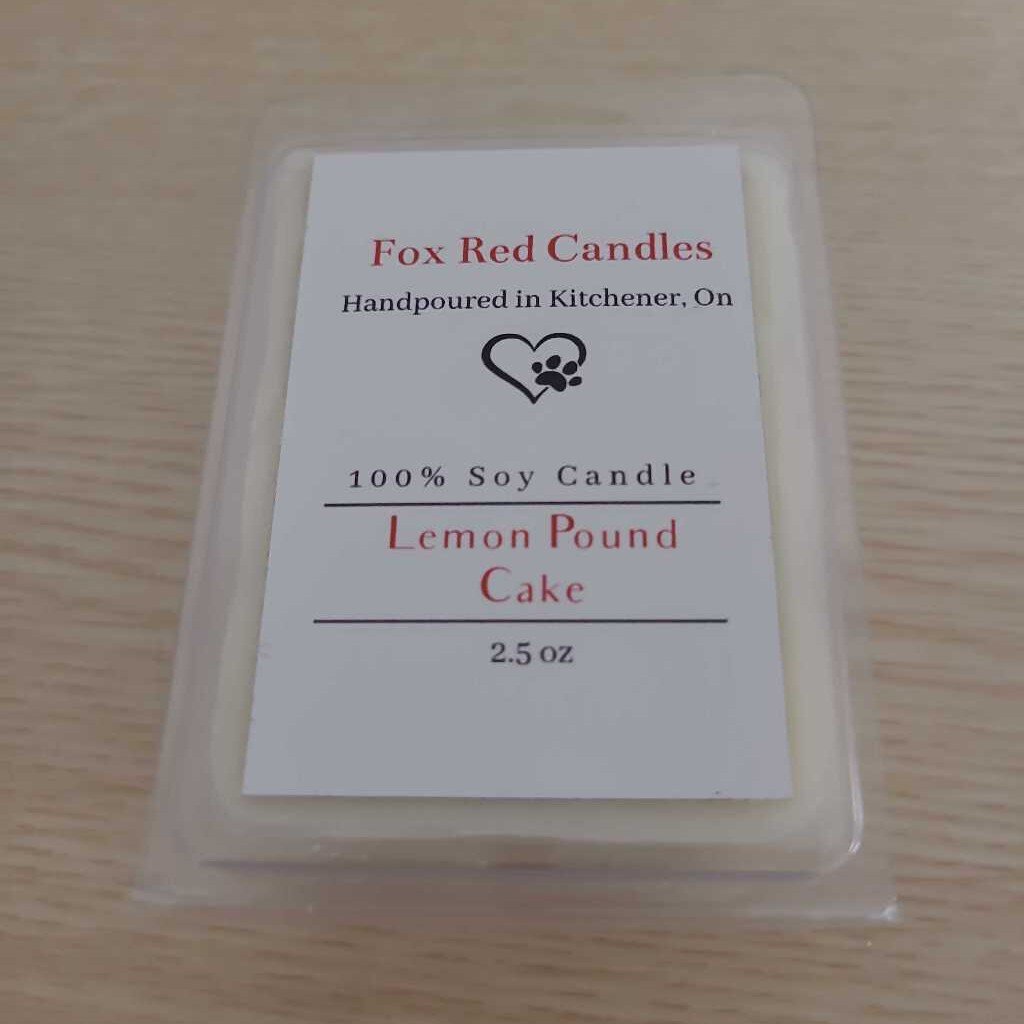 Fox Red Candles
Handpoured in Kitchener, On
100% Soy Candle
Lemon Pound
Cake
2.5 oz